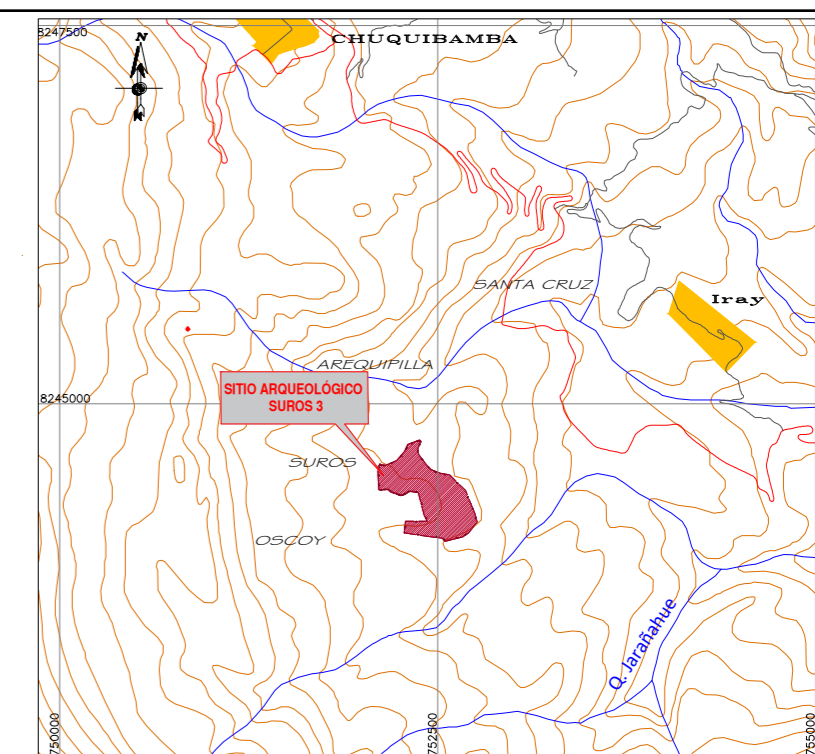 8247500
N
CHUQUIBAMBA
SANTA CRUZ
Iray
AREQUIPILLA
SITIO ARQUEOLÓGICO
SUROS 3
8245000
SUROS
OSCOY
Q. Jarañahue
750000
752500
755000